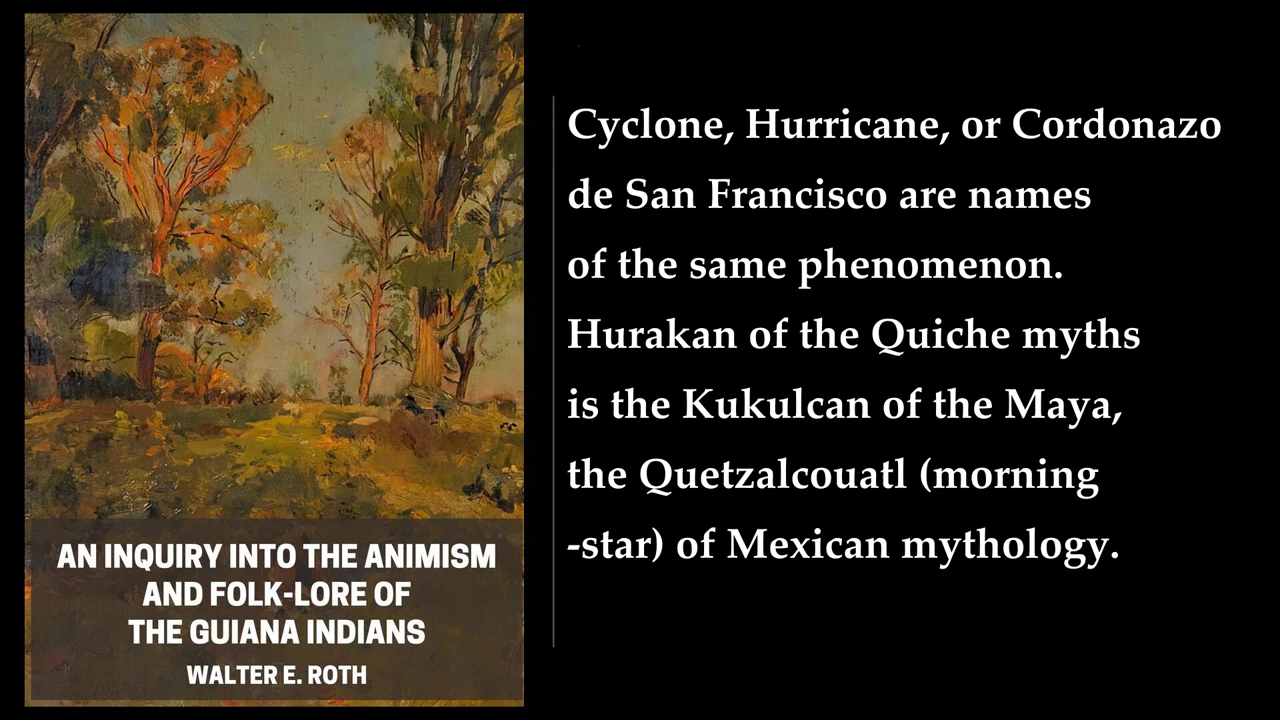 Cyclone, Hurricane, or Cordonazo
de San Francisco are names
of the same phenomenon.
Hurakan of the Quiche myths
is the Kukulcan of the Maya,
the Quetzalcouatl (morning
-star) of Mexican mythology.
AN INQUIRY INTO THE ANIMISM
AND FOLK-LORE OF
THE GUIANA INDIANS
WALTER E. ROTH